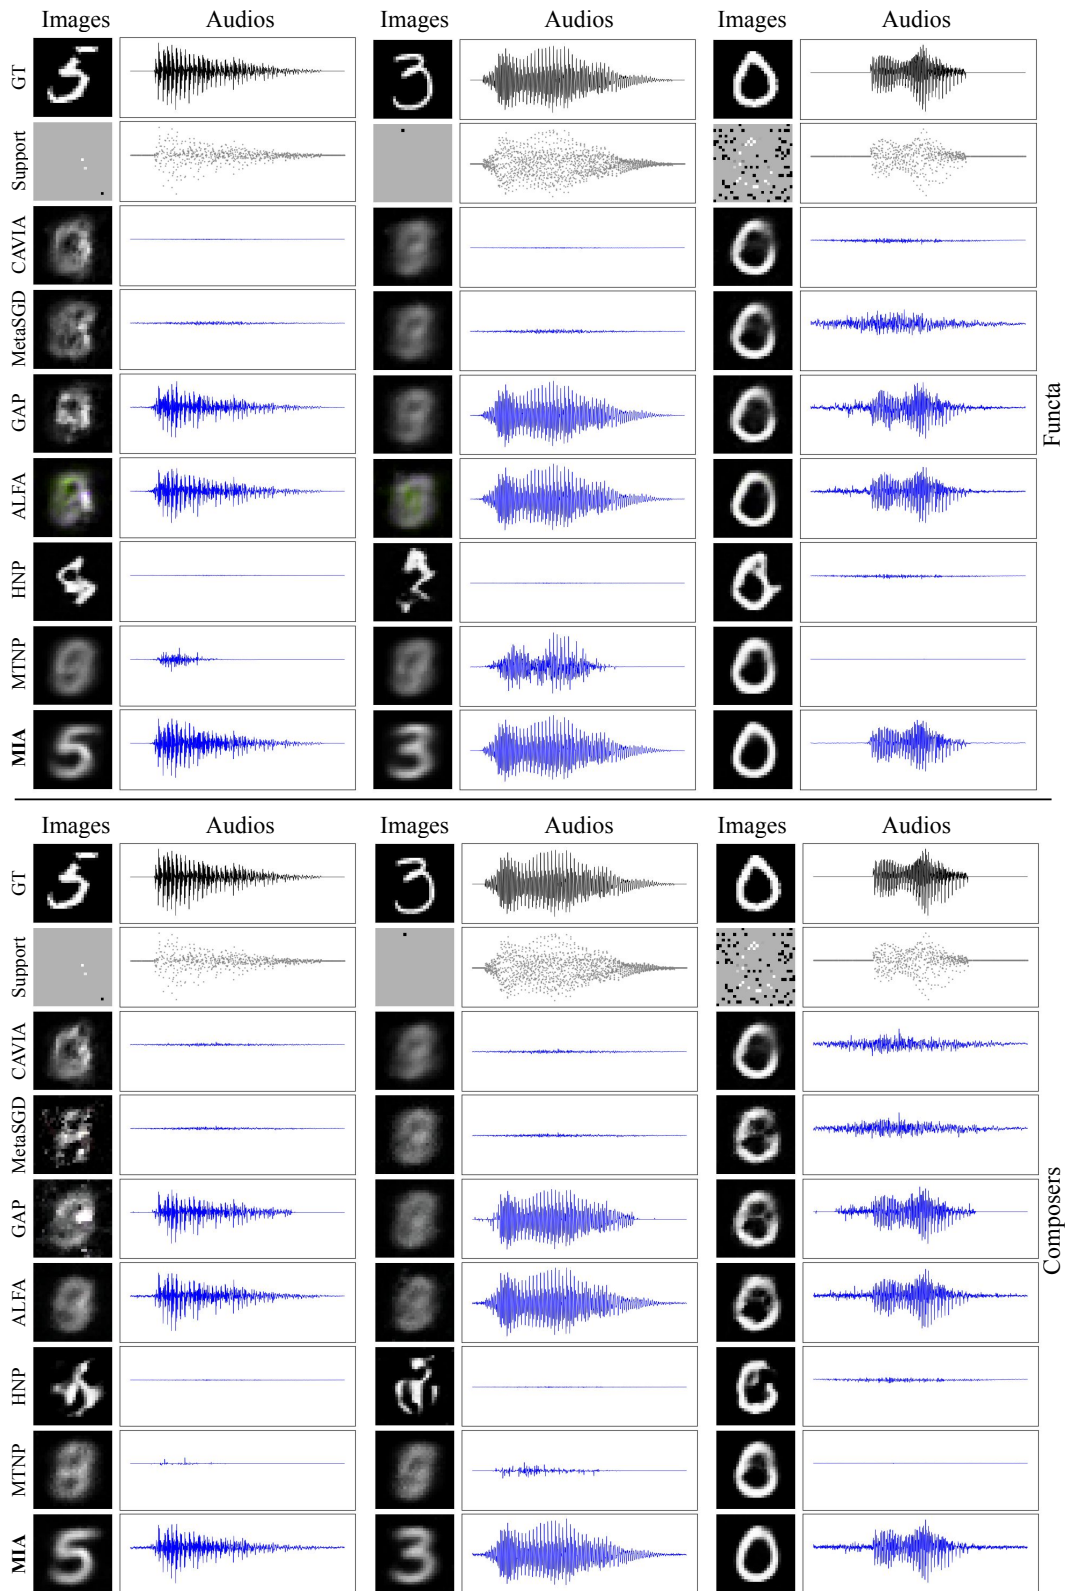 Images Audios Images Audios Images Audios
GT
Support
CAVIA
MetaSGD
GAP
ALFA
HNP
MTNP
MIA
Functa
Images Audios Images Audios Images Audios
GT
Support
CAVIA
MetaSGD
GAP
ALFA
HNP
MTNP
MIA
Composers